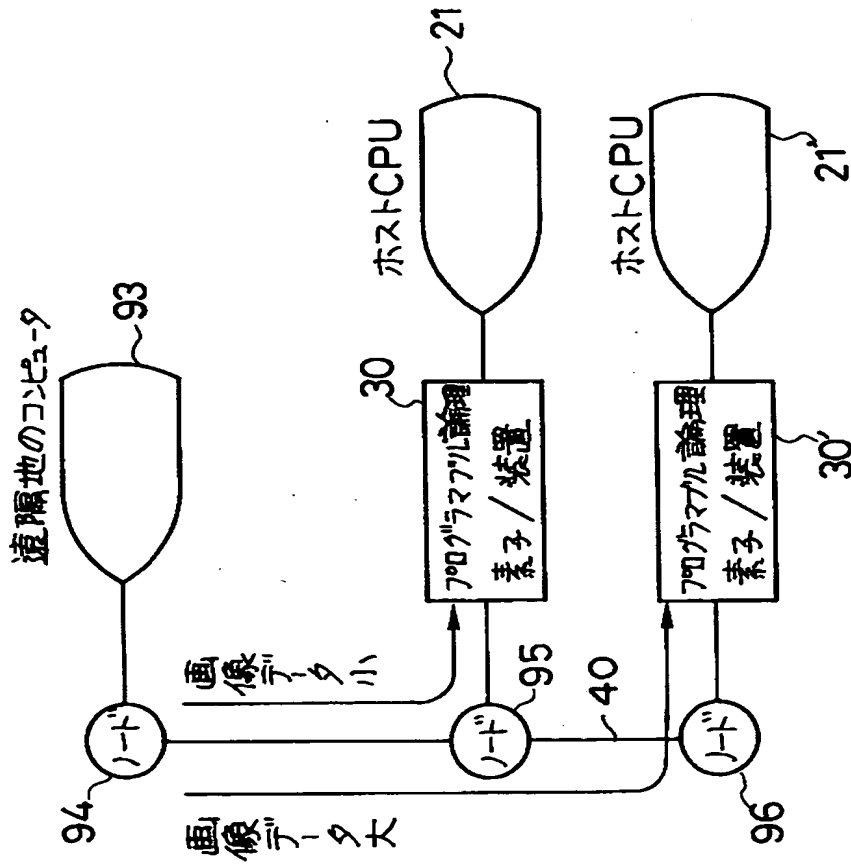 遠隔地のコンピュータ
94
ノード
93
画像データ大
画像データ小
96
ノード
40
ノード
95
30'
プログラマブル論理
素子/装置
30
プログラマブル論理
素子/装置
ホストCPU
21'
ホストCPU
21